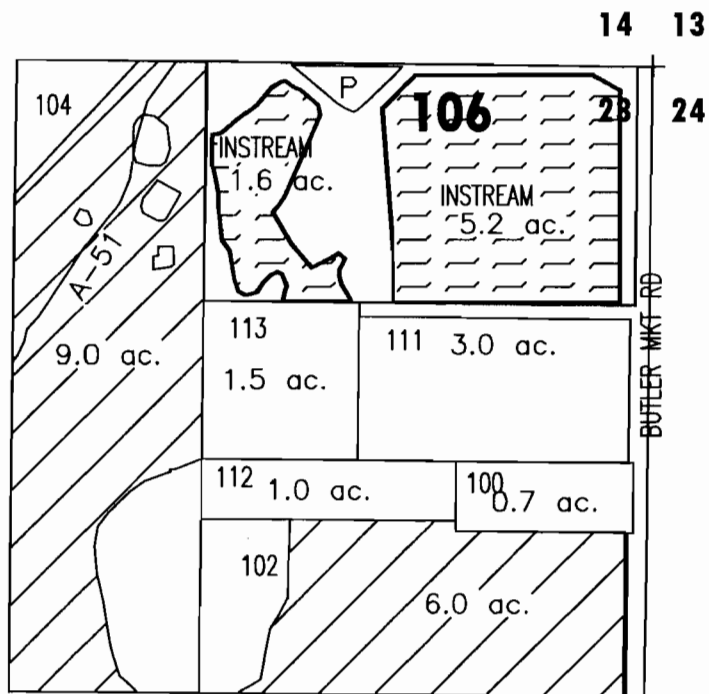 14 13
23 24
104
P
106
INSTREAM
1.6 ac.
INSTREAM
5.2 ac.
A-51
9.0 ac.
113
1.5 ac.
111 3.0 ac.
BUTLER MKT RD
112 1.0 ac.
100
0.7 ac.
102
6.0 ac.